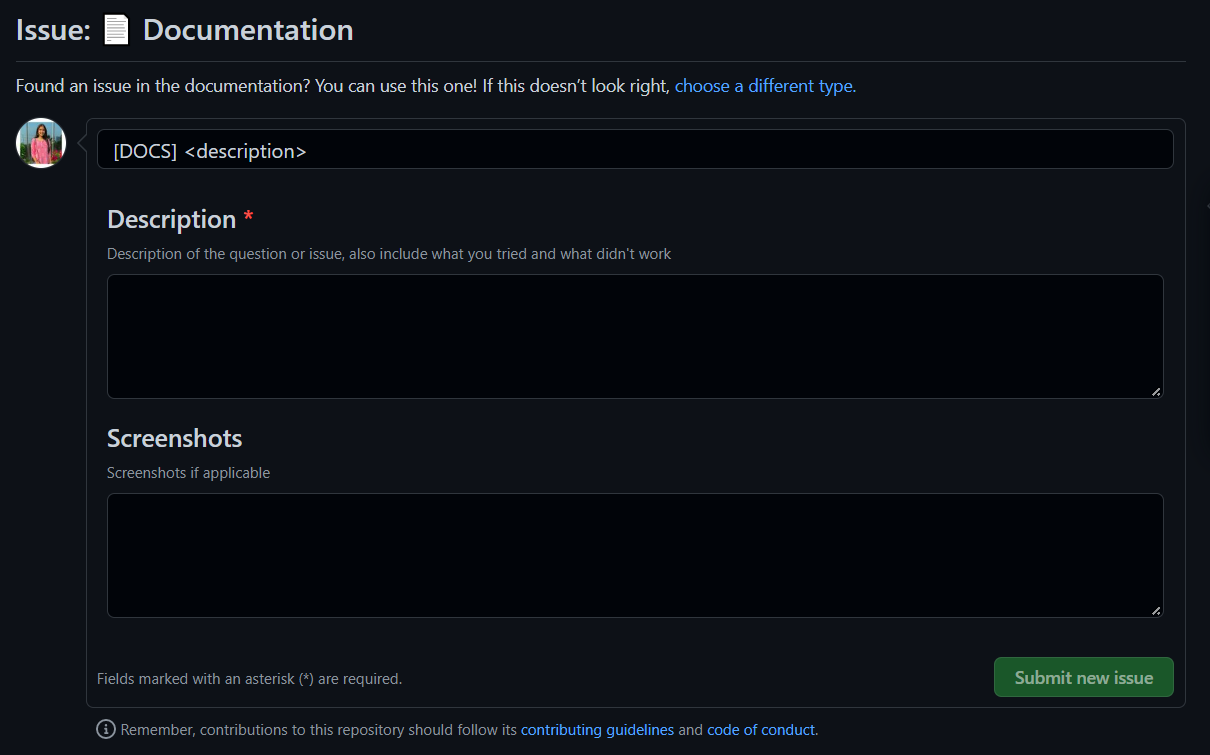 Issue: 📄 Documentation
Found an issue in the documentation? You can use this one! If this doesn’t look right, choose a different type.
[DOCS] <description>
Description *
Description of the question or issue, also include what you tried and what didn't work
Screenshots
Screenshots if applicable
Fields marked with an asterisk (*) are required.
Submit new issue
Remember, contributions to this repository should follow its contributing guidelines and code of conduct.